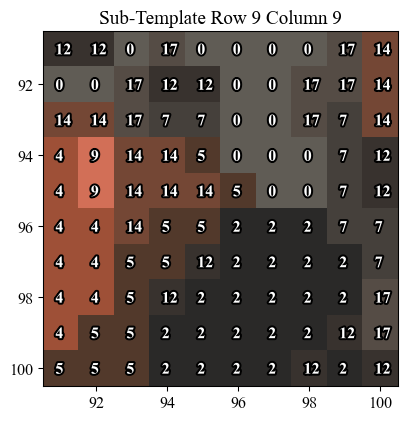 Sub-Template Row 9 Column 9
12 12 0 17 0 0 0 0 17 14
92 0 0 17 12 12 0 0 17 17 14
14 14 17 7 7 0 0 17 7 14
94 4 9 14 14 5 0 0 0 7 12
4 9 14 14 14 5 0 0 7 12
96 4 4 14 5 5 2 2 2 7 7
4 4 5 5 12 2 2 2 2 7
98 4 4 5 12 2 2 2 2 2 17
4 5 5 2 2 2 2 2 12 17
100 5 5 5 2 2 2 2 12 2 12
92 94 96 98 100